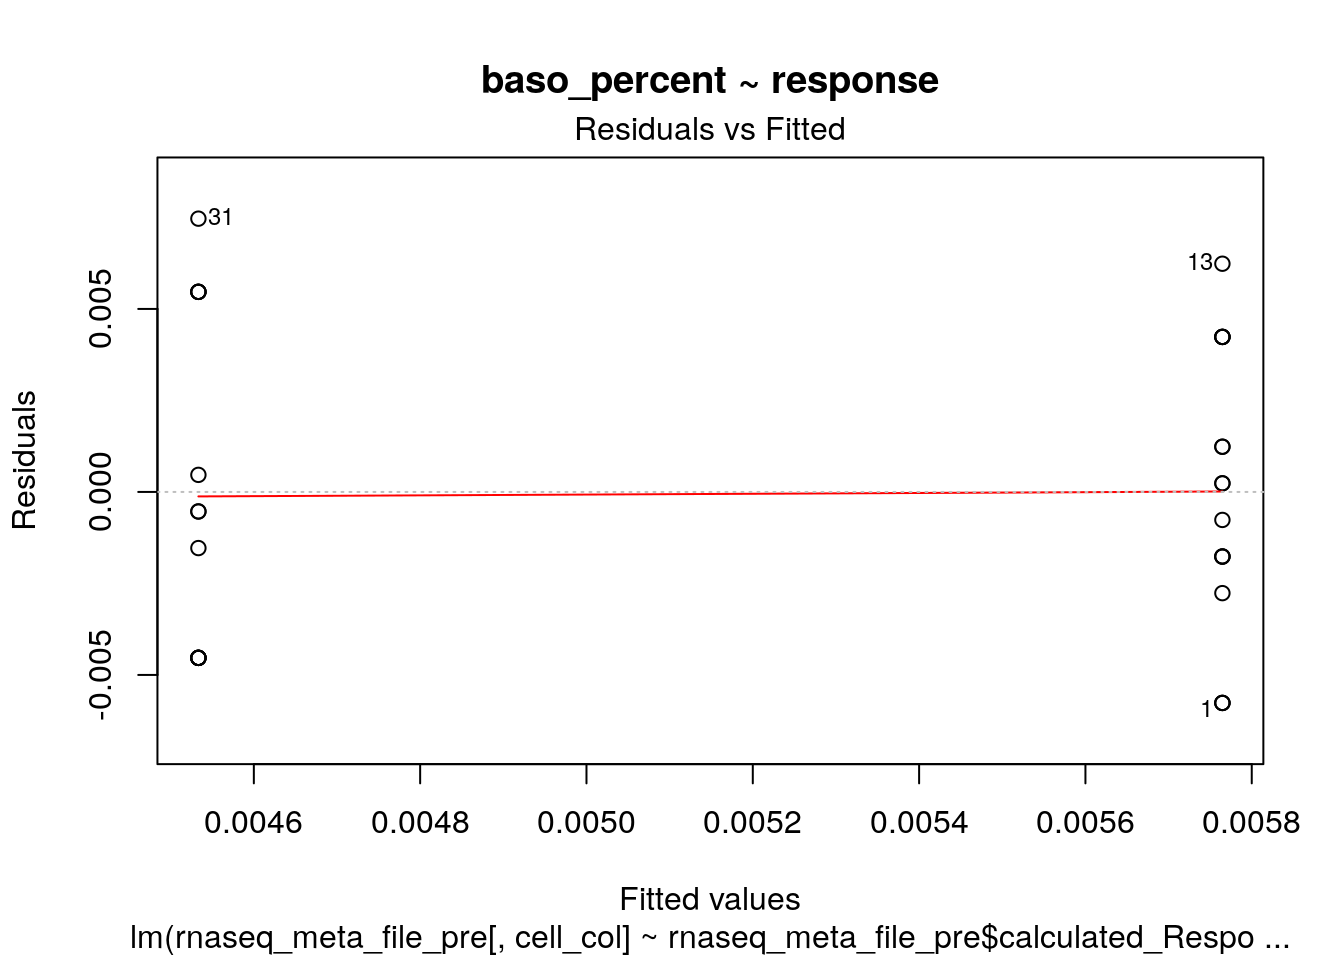 baso_percent ~ response
Residuals vs Fitted
31
13
1
Residuals
0.005
0.000
-0.005
0.0046 0.0048 0.0050 0.0052 0.0054 0.0056 0.0058
Fitted values
lm(rnaseq_meta_file_pre[, cell_col] ~ rnaseq_meta_file_pre$calculated_Respo ...